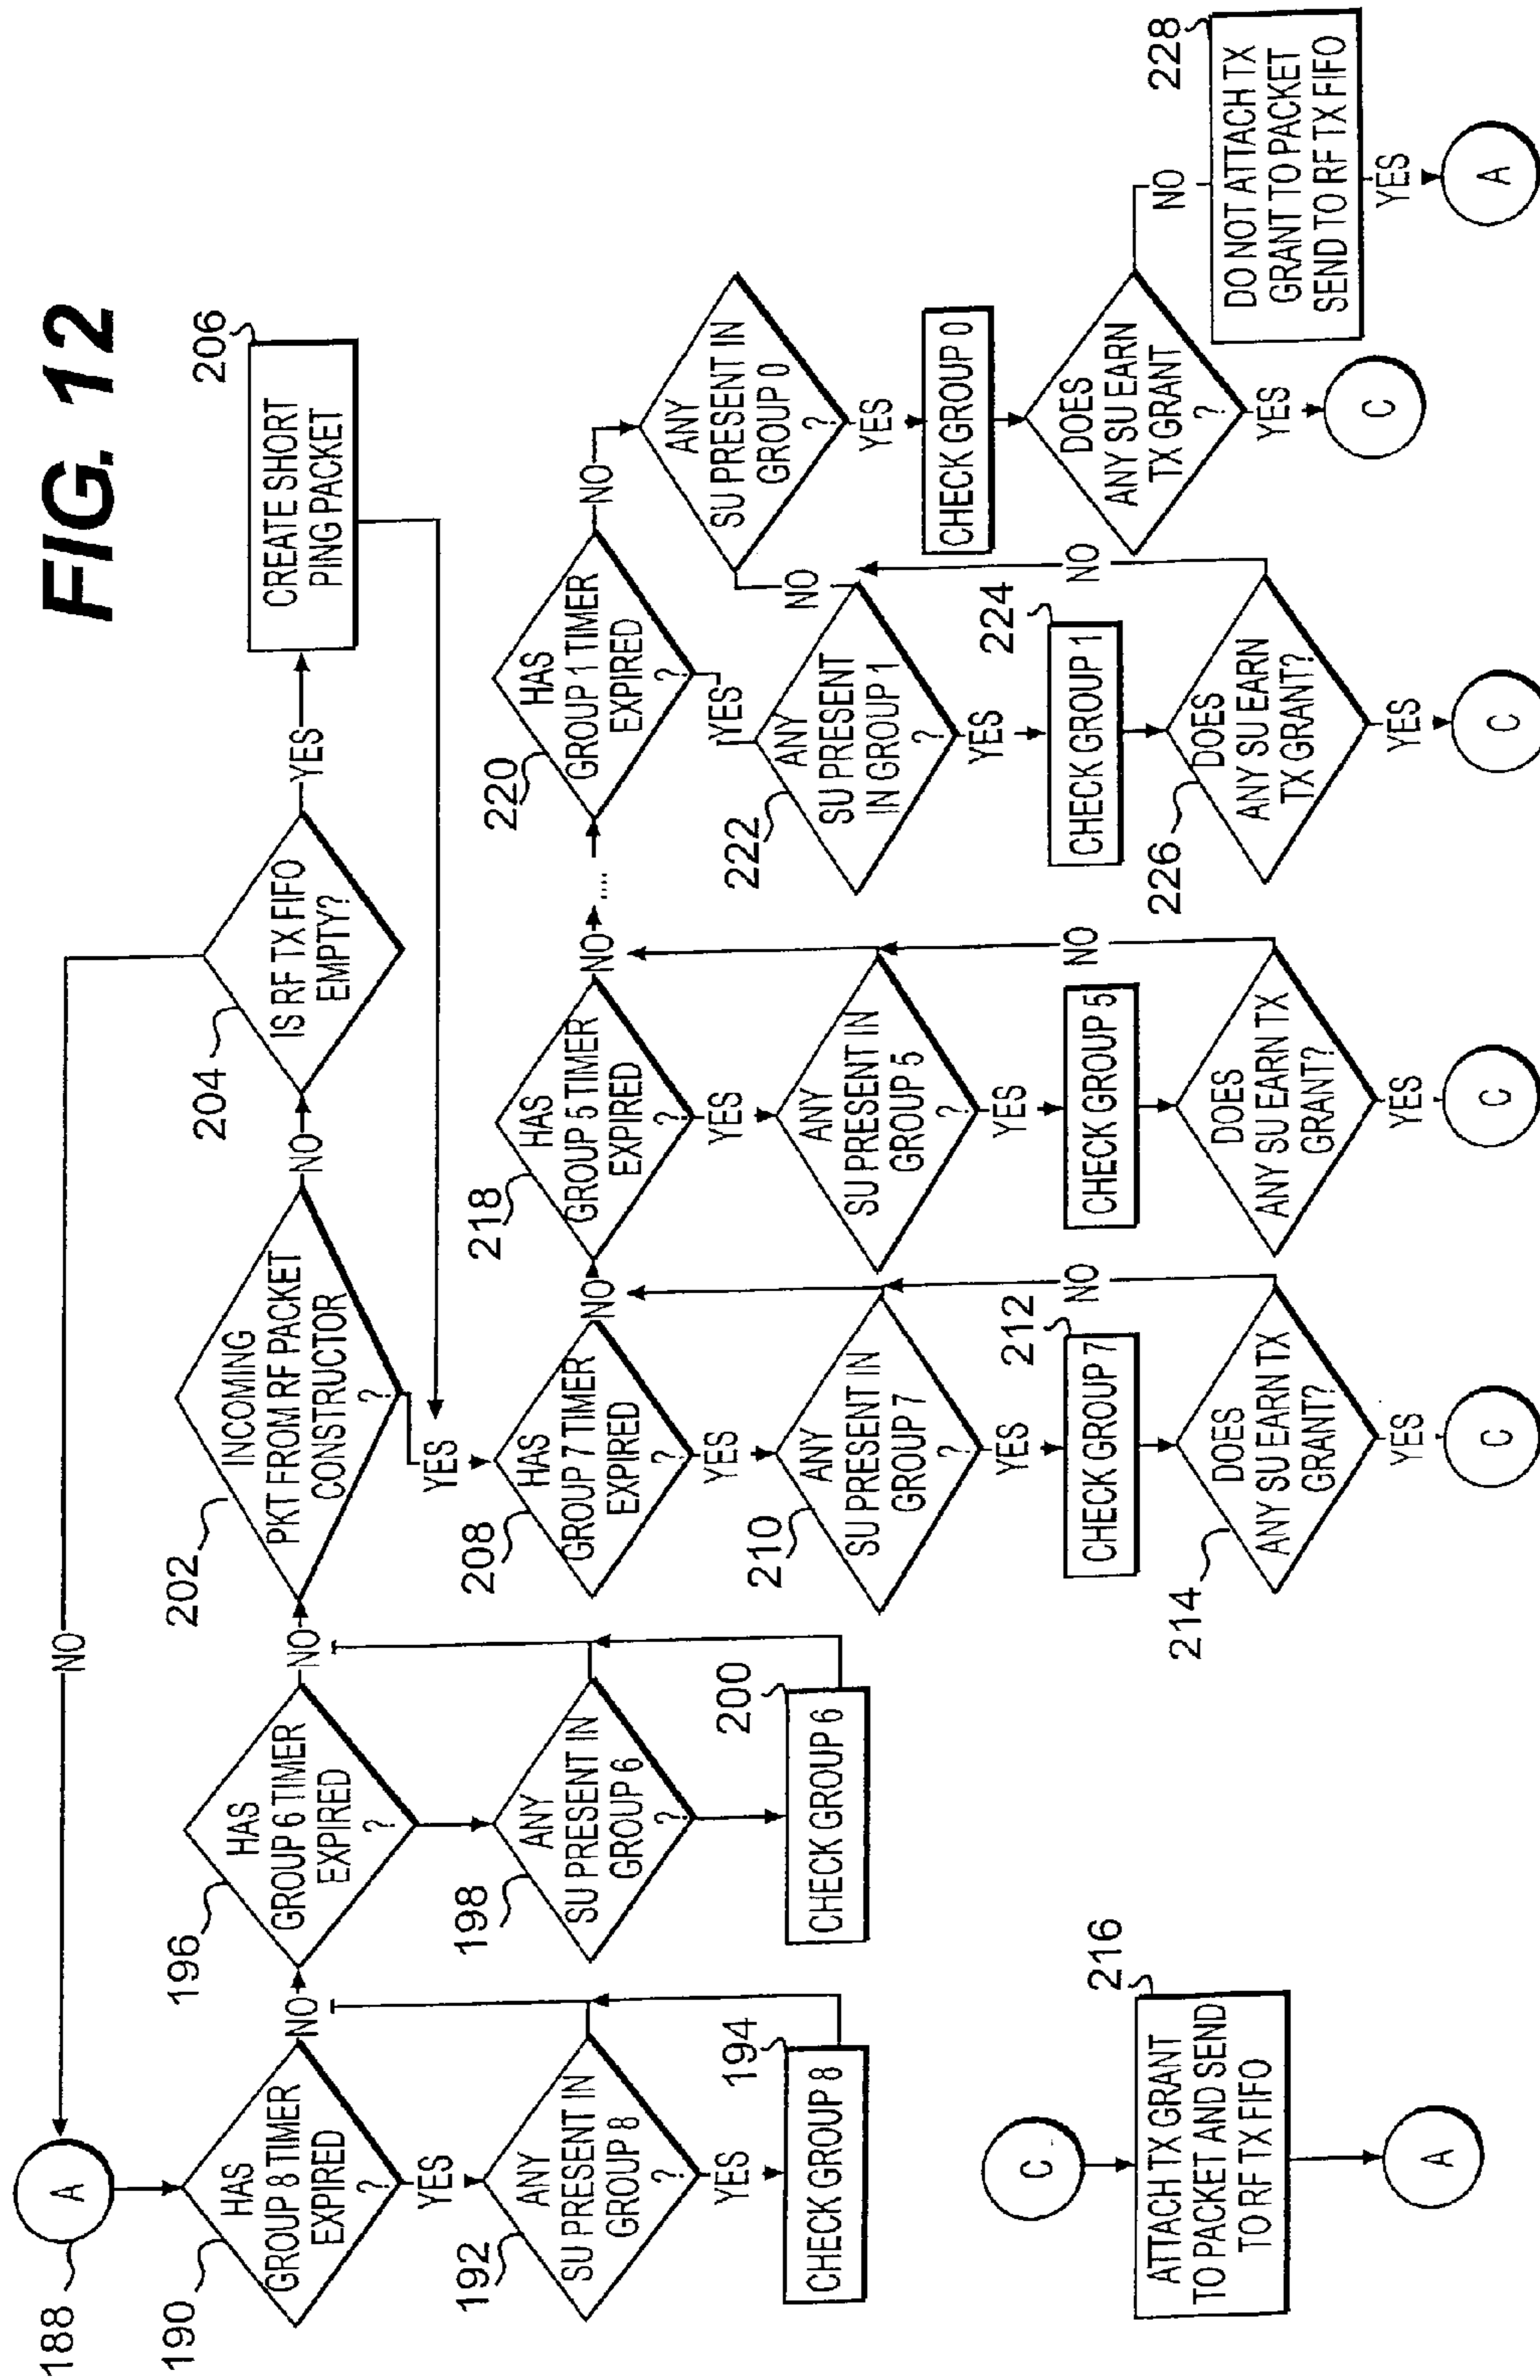 FIG. 12
NO
188
A
190
HAS
GROUP 8 TIMER
EXPIRED
?
NO
YES
192
ANY
SU PRESENT IN
GROUP 8
?
YES
194
CHECK GROUP 8
196
HAS
GROUP 6 TIMER
EXPIRED
?
NO
198
ANY
SU PRESENT IN
GROUP 6
?
200
CHECK GROUP 6
202
INCOMING
PKT FROM RF PACKET
CONSTRUCTOR
?
NO
YES
204
IS RF TX FIFO
EMPTY?
YES
206
CREATE SHORT
PING PACKET
208
HAS
GROUP 7 TIMER
EXPIRED
?
NO
YES
210
ANY
SU PRESENT IN
GROUP 7
?
YES
212
CHECK GROUP 7
NO
214
DOES
ANY SU EARN TX
GRANT?
YES
C
218
HAS
GROUP 5 TIMER
EXPIRED
?
NO
....
YES
ANY
SU PRESENT IN
GROUP 5
?
YES
CHECK GROUP 5
NO
DOES
ANY SU EARN TX
GRANT?
YES
C
220
HAS
GROUP 1 TIMER
EXPIRED
?
NO
YES
222
ANY
SU PRESENT
IN GROUP 1
?
NO
YES
224
CHECK GROUP 1
NO
226
DOES
ANY SU EARN
TX GRANT?
YES
C
ANY
SU PRESENT IN
GROUP 0
?
YES
CHECK GROUP 0
DOES
ANY SU EARN
TX GRANT
?
NO
YES
C
228
DO NOT ATTACH TX
GRANT TO PACKET
SEND TO RF TX FIFO
YES
A
C
216
ATTACH TX GRANT
TO PACKET AND SEND
TO RF TX FIFO
A